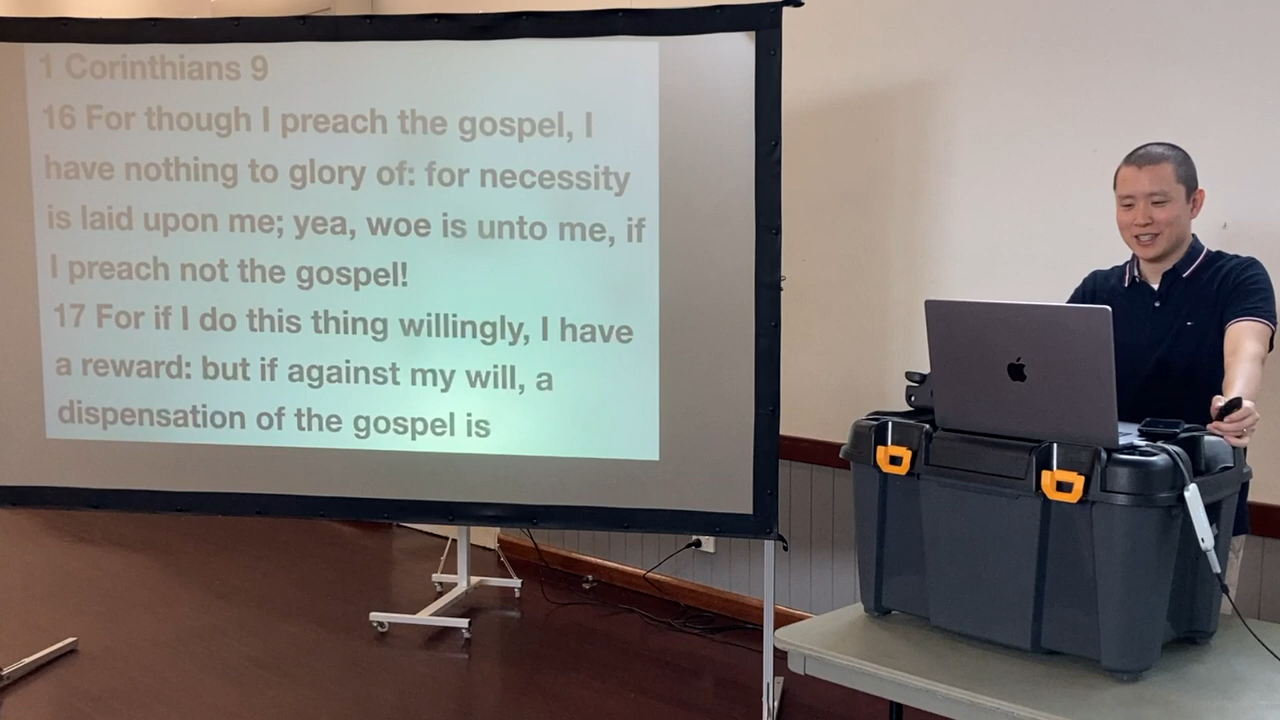 1 Corinthians 9
16 For though I preach the gospel, I
have nothing to glory of: for necessity
is laid upon me; yea, woe is unto me, if
I preach not the gospel!
17 For if I do this thing willingly, I have
a reward: but if against my will, a
dispensation of the gospel is